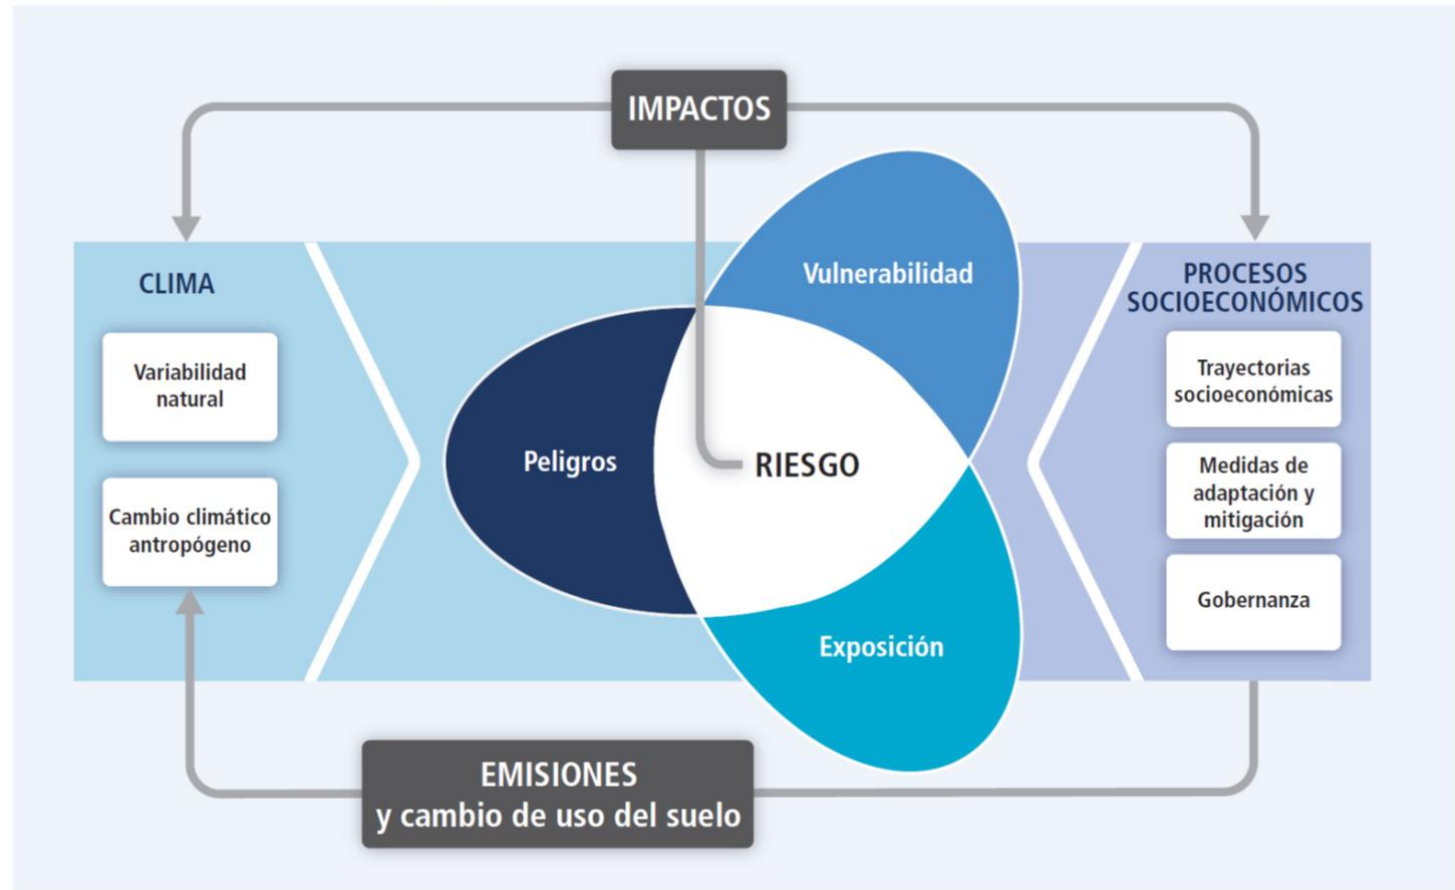 IMPACTOS
CLIMA
Variabilidad
natural
Cambio climático
antropógeno
Vulnerabilidad
Peligros
RIESGO
Exposición
PROCESOS
SOCIOECONÓMICOS
Trayectorias
socioeconómicas
Medidas de
adaptación y
mitigación
Gobernanza
EMISIONES
y cambio de uso del suelo